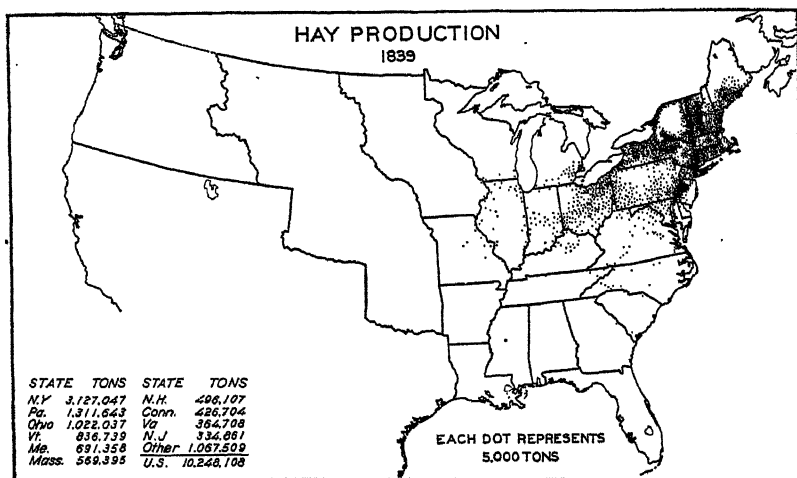 HAY PRODUCTION
1839
STATE TONS STATE TONS
N.Y 3,127,047 N.H. 496,107
Pa. 1,311,643 Conn. 426,704
Ohio 1,022,037 Va 364,708
Vt. 836,739 N.J 334,861
Me. 691,358 Other 1,067,509
Mass. 569,395 U.S. 10,248,108
EACH DOT REPRESENTS
5,000 TONS